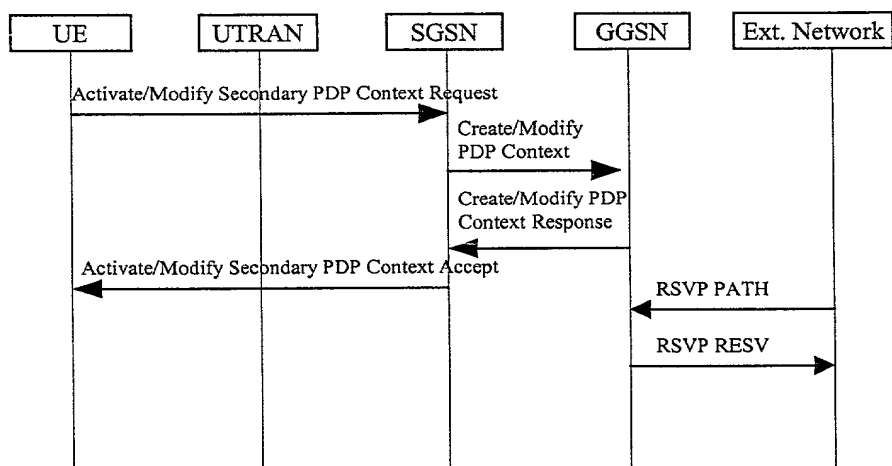 UE
UTRAN
SGSN
GGSN
Ext. Network
Activate/Modify Secondary PDP Context Request
Create/Modify
PDP Context
Create/Modify PDP
Context Response
Activate/Modify Secondary PDP Context Accept
RSVP PATH
RSVP RESV